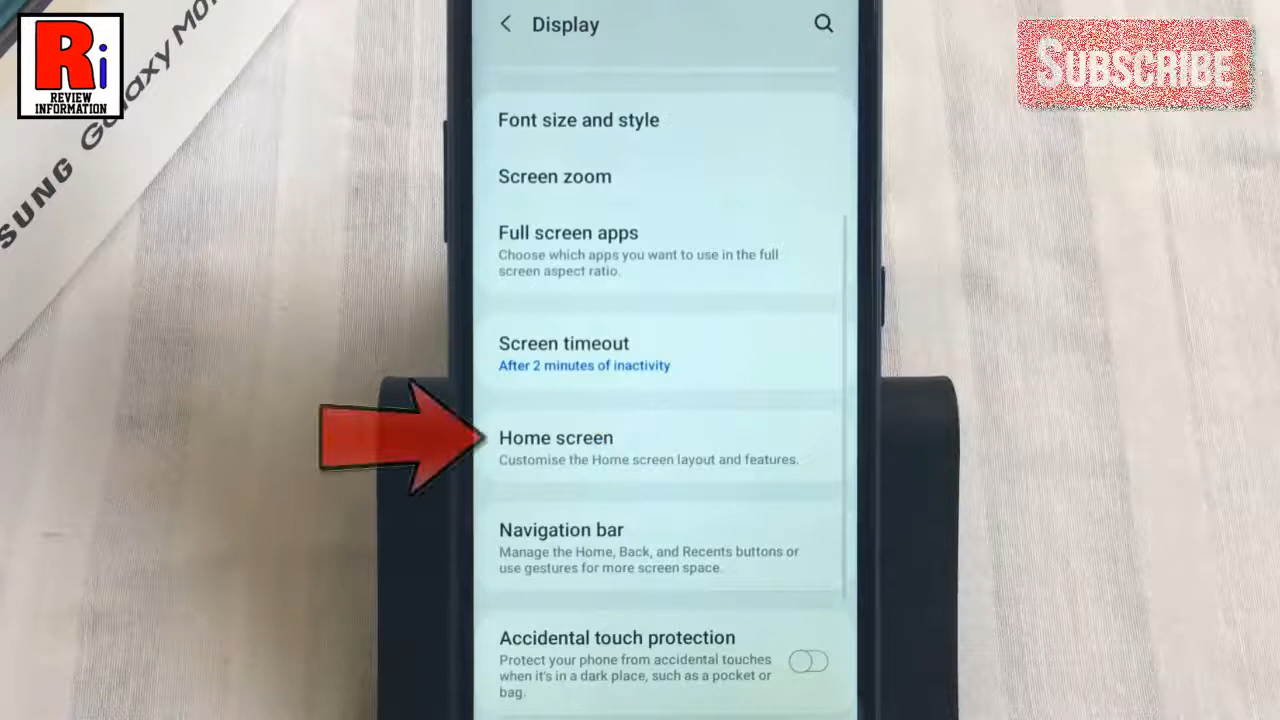 Display
Ri
REVIEW
INFORMATION
SUBSCRIBE
SUNG Galaxy
Font size and style
Screen zoom
Full screen apps
Choose which apps you want to use in the full
screen aspect ratio.
Screen timeout
After 2 minutes of inactivity
Home screen
Customise the Home screen layout and features.
Navigation bar
Manage the Home, Back, and Recents buttons or
use gestures for more screen space.
Accidental touch protection
Protect your phone from accidental touches
when it's in a dark place, such as a pocket or
bag.